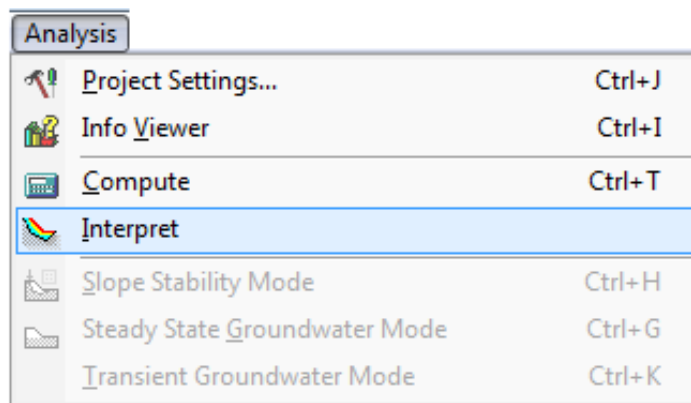 Analysis
Project Settings... Ctrl+J
Info Viewer Ctrl+I
Compute Ctrl+T
Interpret
Slope Stability Mode Ctrl+H
Steady State Groundwater Mode Ctrl+G
Transient Groundwater Mode Ctrl+K